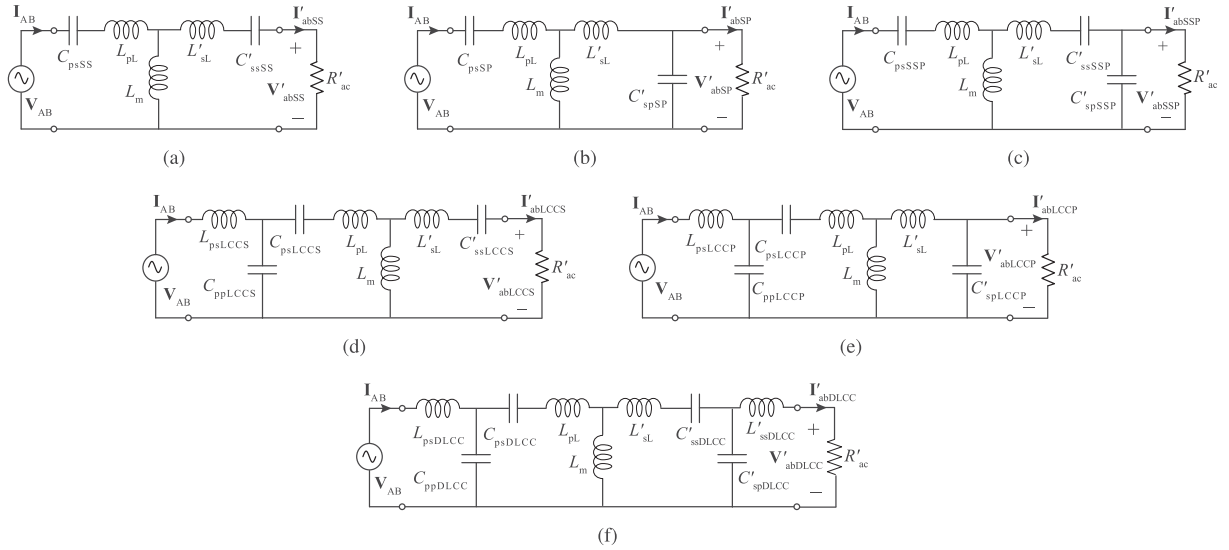 I_AB
C_psSS
L_pL
L'_sL
C'_ssSS
I'_abSS
+
L_m
V_AB
V'_abSS
R'_ac
−
(a)
I_AB
C_psSP
L_pL
L'_sL
I'_abSP
+
L_m
V_AB
C'_spSP
V'_abSP
R'_ac
−
(b)
I_AB
C_psSSP
L_pL
L'_sL
C'_ssSSP
I'_abSSP
+
L_m
V_AB
C'_spSSP
V'_abSSP
R'_ac
−
(c)
I_AB
L_psLCCS
C_psLCCS
L_pL
L'_sL
C'_ssLCCS
I'_abLCCS
+
V_AB
C_ppLCCS
L_m
V'_abLCCS
R'_ac
−
(d)
I_AB
L_psLCCP
C_psLCCP
L_pL
L'_sL
I'_abLCCP
+
V_AB
C_ppLCCP
L_m
V'_abLCCP
C'_spLCCP
R'_ac
−
(e)
I_AB
L_psDLCC
C_psDLCC
L_pL
L'_sL
C'_ssDLCC
L'_ssDLCC
I'_abDLCC
+
V_AB
C_ppDLCC
L_m
C'_spDLCC
V'_abDLCC
R'_ac
−
(f)